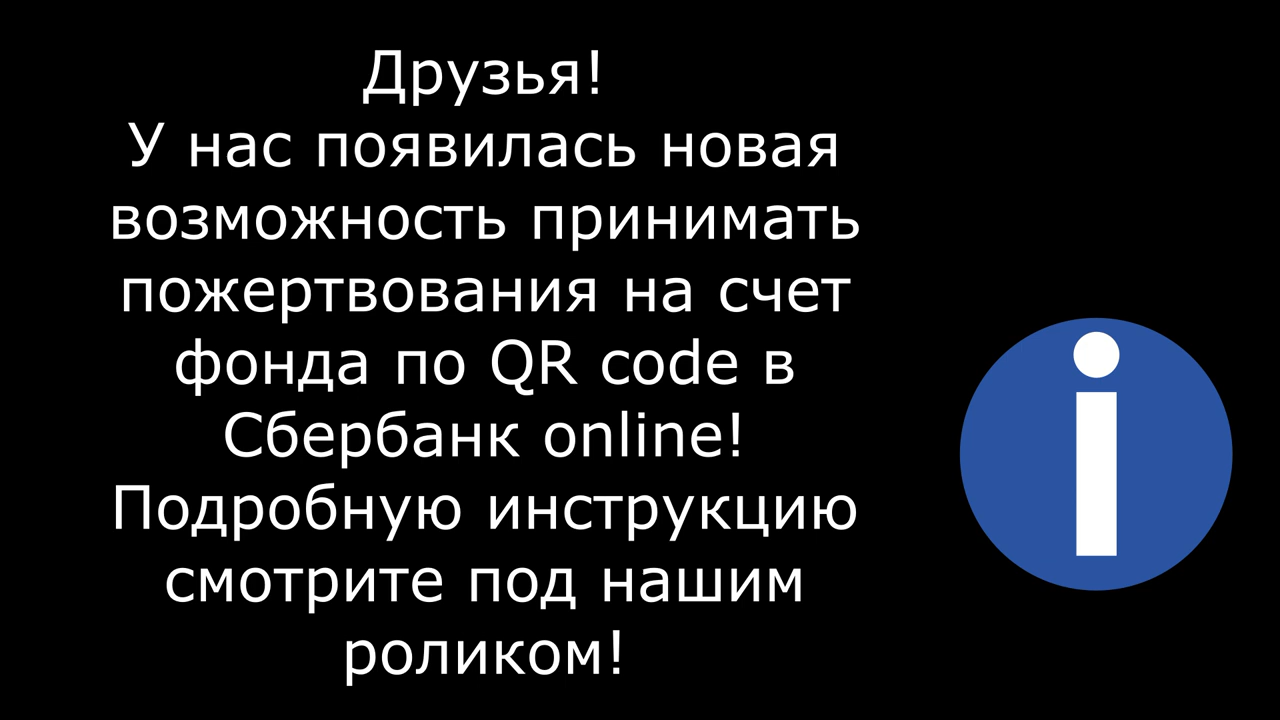 Друзья!
У нас появилась новая
возможность принимать
пожертвования на счет
фонда по QR code в
Сбербанк online!
Подробную инструкцию
смотрите под нашим
роликом!